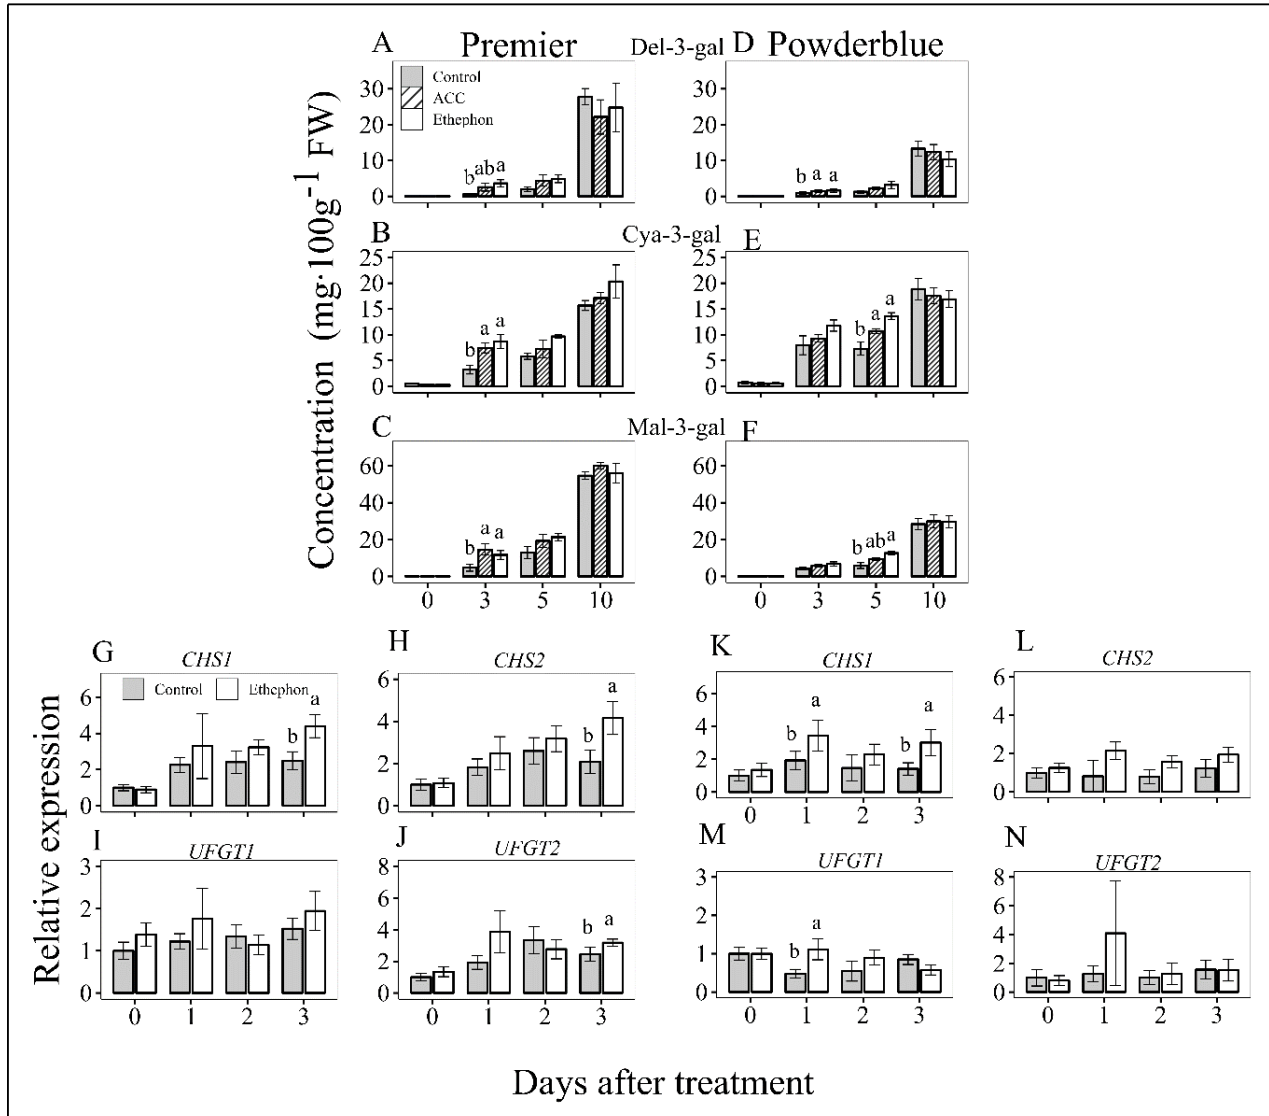 A Premier Del-3-gal D Powderblue
Control
ACC
Ethephon
30
20
10
0
b ab a
30
20
10
0
b a a
B Cya-3-gal E
25
20
15
10
5
0
b a a
25
20
15
10
5
0
b a a
C Mal-3-gal F
60
40
20
0
b a a
0 3 5 10
60
40
20
0
b ab a
0 3 5 10
Concentration (mg·100g-1 FW)
G CHS1
Control Ethephon
6
4
2
0
b a
H CHS2
6
4
2
0
b a
K CHS1
6
4
2
0
b a
b a
L CHS2
6
4
2
0
I UFGT1
3
2
1
0
0 1 2 3
J UFGT2
8
6
4
2
0
b a
0 1 2 3
M UFGT1
3
2
1
0
b a
0 1 2 3
N UFGT2
8
6
4
2
0
0 1 2 3
Relative expression
Days after treatment